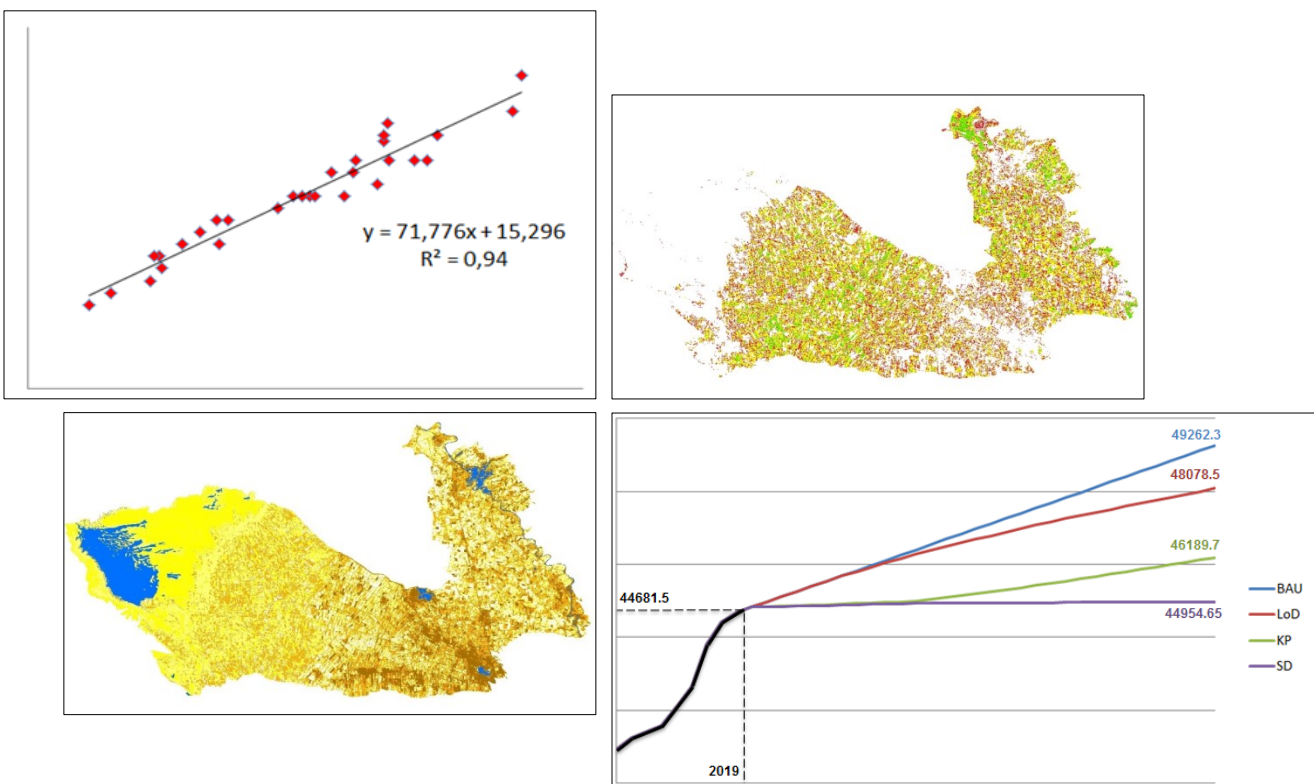 y = 71,776x + 15,296
R² = 0,94
49262.3
48078.5
46189.7
44681.5
44954.65
BAU
LoD
KP
SD
2019